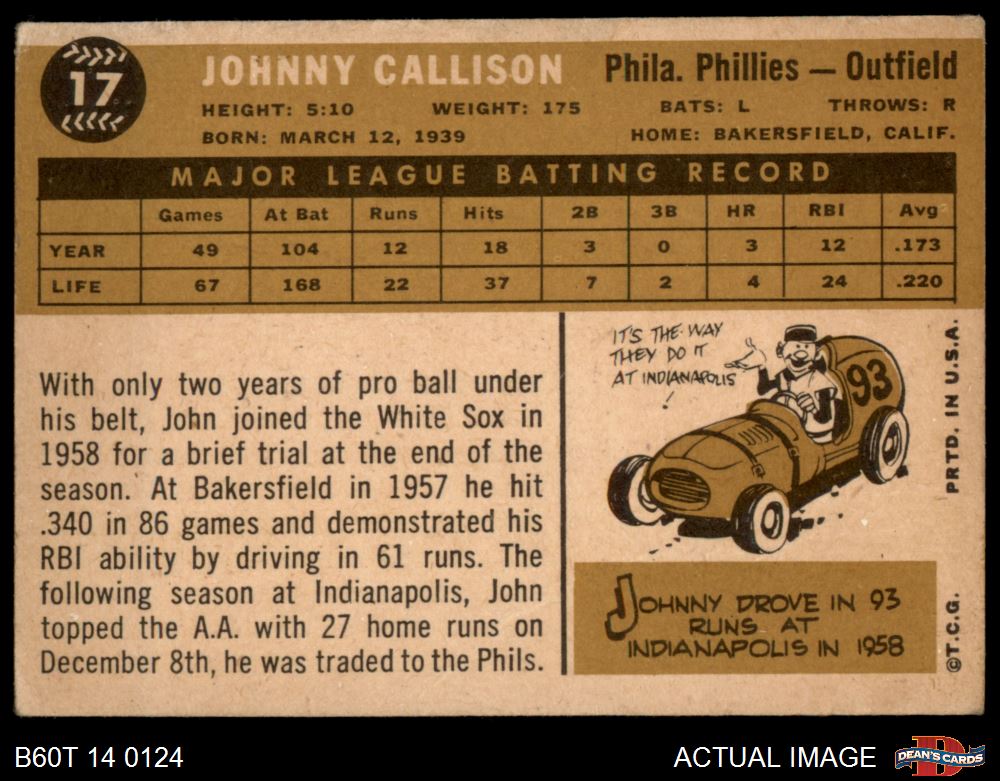 17
JOHNNY CALLISON
Phila. Phillies — Outfield
HEIGHT: 5:10 WEIGHT: 175 BATS: L THROWS: R
BORN: MARCH 12, 1939 HOME: BAKERSFIELD, CALIF.
MAJOR LEAGUE BATTING RECORD
Games At Bat Runs Hits 2B 3B HR RBI Avg
YEAR 49 104 12 18 3 0 3 12 .173
LIFE 67 168 22 37 7 2 4 24 .220
With only two years of pro ball under
his belt, John joined the White Sox in
1958 for a brief trial at the end of the
season. At Bakersfield in 1957 he hit
.340 in 86 games and demonstrated his
RBI ability by driving in 61 runs. The
following season at Indianapolis, John
topped the A.A. with 27 home runs on
December 8th, he was traded to the Phils.
IT'S THE WAY
THEY DO IT
AT INDIANAPOLIS
!
93
JOHNNY DROVE IN 93
RUNS AT
INDIANAPOLIS IN 1958
©T.C.G. PRTD. IN U.S.A.
B60T 14 0124
ACTUAL IMAGE
D
DEAN'S CARDS